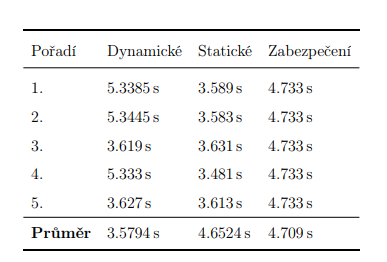 Pořadí Dynamické Statické Zabezpečení
1. 5.3385 s 3.589 s 4.733 s
2. 5.3445 s 3.583 s 4.733 s
3. 3.619 s 3.631 s 4.733 s
4. 5.333 s 3.481 s 4.733 s
5. 3.627 s 3.613 s 4.733 s
Průměr 3.5794 s 4.6524 s 4.709 s